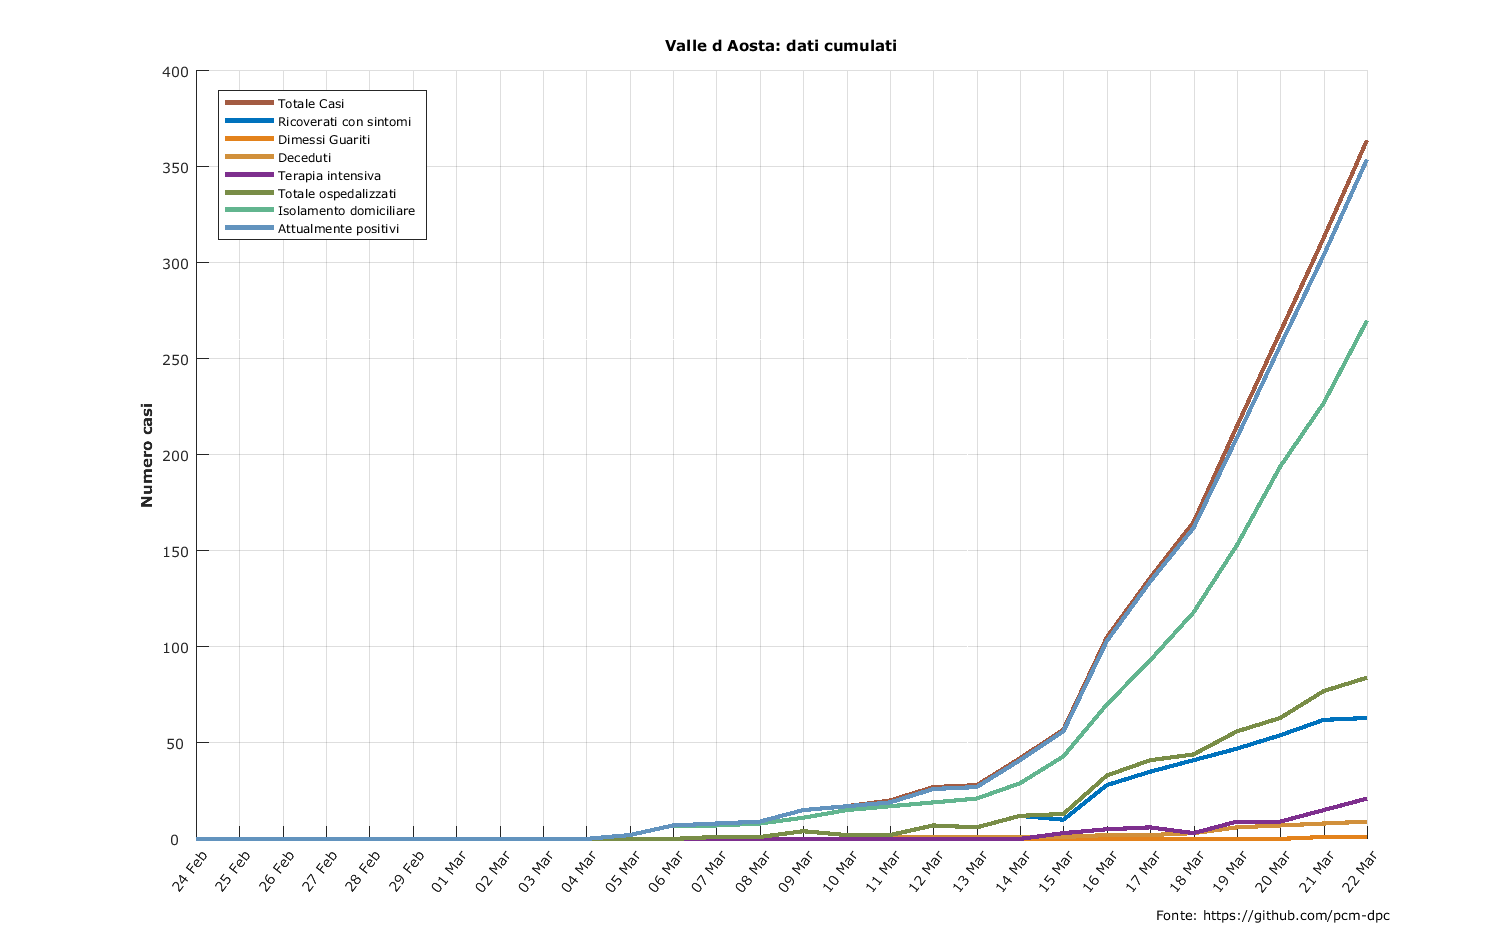 Valle d Aosta: dati cumulati
400
350
300
250
200
150
100
50
0
Numero casi
Totale Casi
Ricoverati con sintomi
Dimessi Guariti
Deceduti
Terapia intensiva
Totale ospedalizzati
Isolamento domiciliare
Attualmente positivi
24 Feb
25 Feb
26 Feb
27 Feb
28 Feb
29 Feb
01 Mar
02 Mar
03 Mar
04 Mar
05 Mar
06 Mar
07 Mar
08 Mar
09 Mar
10 Mar
11 Mar
12 Mar
13 Mar
14 Mar
15 Mar
16 Mar
17 Mar
18 Mar
19 Mar
20 Mar
21 Mar
22 Mar
Fonte: https://github.com/pcm-dpc